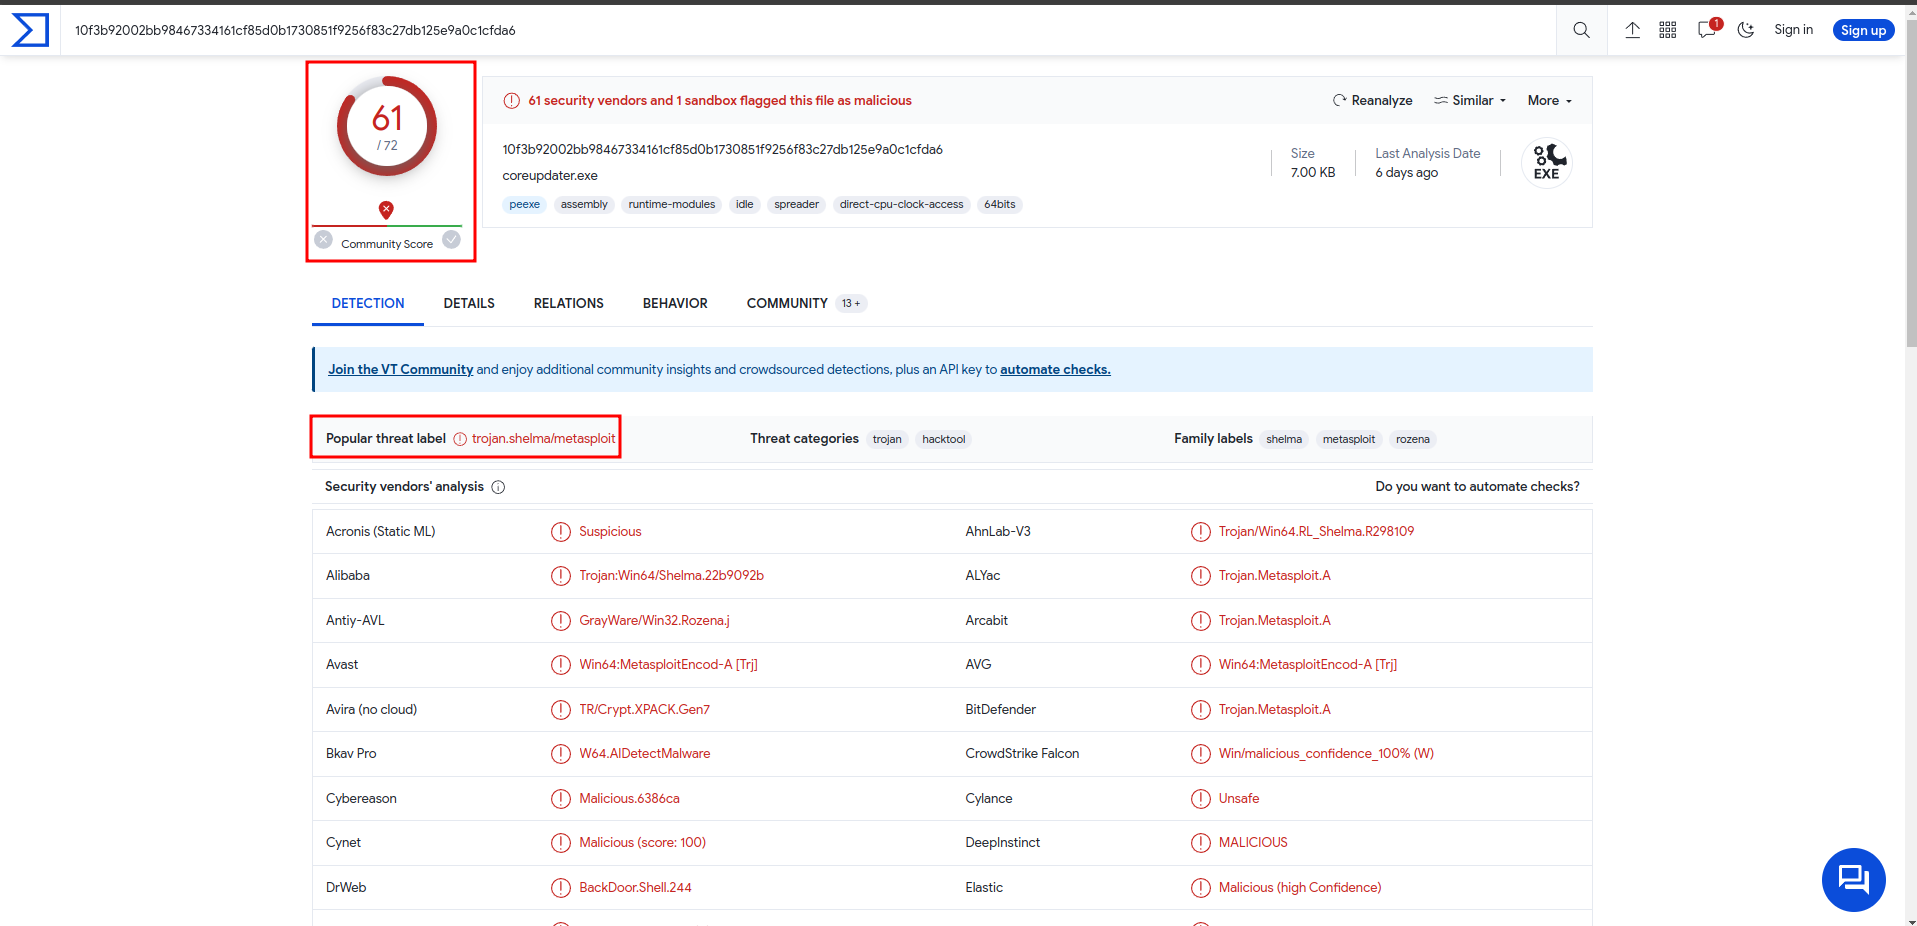 10f3b92002bb98467334161cf85d0b1730851f9256f83c27db125e9a0c1cfda6
1
Sign in
Sign up
61
/ 72
Community Score
61 security vendors and 1 sandbox flagged this file as malicious
Reanalyze
Similar
More
10f3b92002bb98467334161cf85d0b1730851f9256f83c27db125e9a0c1cfda6
coreupdater.exe
Size
7.00 KB
Last Analysis Date
6 days ago
EXE
peexe assembly runtime-modules idle spreader direct-cpu-clock-access 64bits
DETECTION DETAILS RELATIONS BEHAVIOR COMMUNITY 13 +
Join the VT Community and enjoy additional community insights and crowdsourced detections, plus an API key to automate checks.
Popular threat label trojan.shelma/metasploit
Threat categories trojan hacktool
Family labels shelma metasploit rozena
Security vendors' analysis
Do you want to automate checks?
Acronis (Static ML) Suspicious AhnLab-V3 Trojan/Win64.RL_Shelma.R298109
Alibaba Trojan:Win64/Shelma.22b9092b ALYac Trojan.Metasploit.A
Antiy-AVL GrayWare/Win32.Rozena.j Arcabit Trojan.Metasploit.A
Avast Win64:MetasploitEncod-A [Trj] AVG Win64:MetasploitEncod-A [Trj]
Avira (no cloud) TR/Crypt.XPACK.Gen7 BitDefender Trojan.Metasploit.A
Bkav Pro W64.AIDetectMalware CrowdStrike Falcon Win/malicious_confidence_100% (W)
Cybereason Malicious.6386ca Cylance Unsafe
Cynet Malicious (score: 100) DeepInstinct MALICIOUS
DrWeb BackDoor.Shell.244 Elastic Malicious (high Confidence)